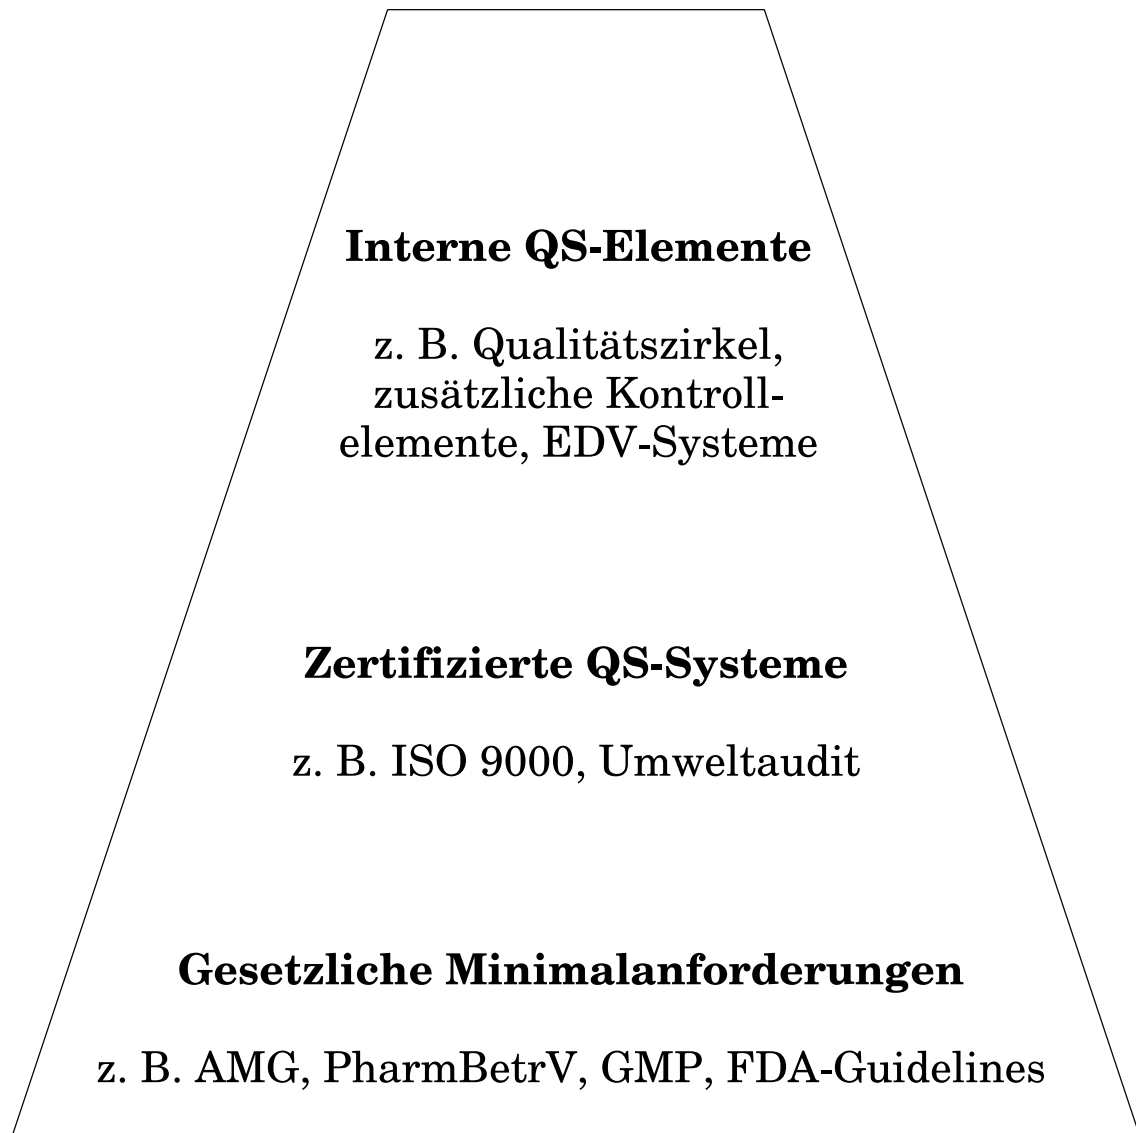 Interne QS-Elemente
z. B. Qualitätszirkel,
zusätzliche Kontroll-
elemente, EDV-Systeme
Zertifizierte QS-Systeme
z. B. ISO 9000, Umweltaudit
Gesetzliche Minimalanforderungen
z. B. AMG, PharmBetrV, GMP, FDA-Guidelines